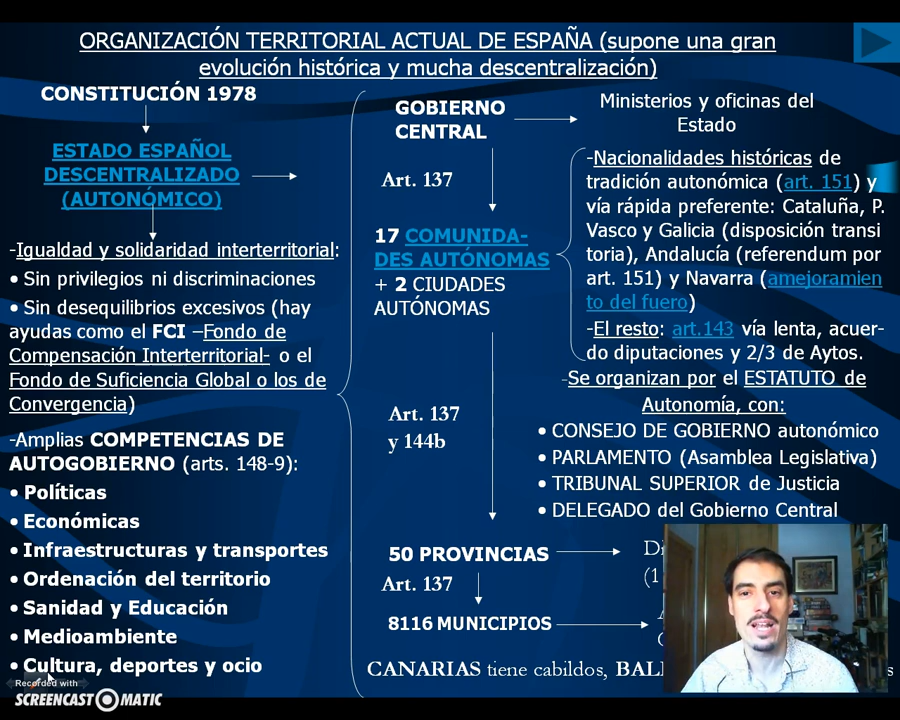 ORGANIZACIÓN TERRITORIAL ACTUAL DE ESPAÑA (supone una gran
evolución histórica y mucha descentralización)
CONSTITUCIÓN 1978
ESTADO ESPAÑOL
DESCENTRALIZADO
(AUTONÓMICO)
-Igualdad y solidaridad interterritorial:
• Sin privilegios ni discriminaciones
• Sin desequilibrios excesivos (hay
ayudas como el FCI –Fondo de
Compensación Interterritorial- o el
Fondo de Suficiencia Global o los de
Convergencia)
-Amplias COMPETENCIAS DE
AUTOGOBIERNO (arts. 148-9):
• Políticas
• Económicas
• Infraestructuras y transportes
• Ordenación del territorio
• Sanidad y Educación
• Medioambiente
• Cultura, deportes y ocio
GOBIERNO
CENTRAL
Art. 137
17 COMUNIDA-
DES AUTÓNOMAS
+ 2 CIUDADES
AUTÓNOMAS
Art. 137
y 144b
50 PROVINCIAS
Art. 137
8116 MUNICIPIOS
Ministerios y oficinas del
Estado
-Nacionalidades históricas de
tradición autonómica (art. 151) y
vía rápida preferente: Cataluña, P.
Vasco y Galicia (disposición transi
toria), Andalucía (referendum por
art. 151) y Navarra (amejoramien
to del fuero)
-El resto: art.143 vía lenta, acuer-
do diputaciones y 2/3 de Aytos.
-Se organizan por el ESTATUTO de
Autonomía, con:
• CONSEJO DE GOBIERNO autonómico
• PARLAMENTO (Asamblea Legislativa)
• TRIBUNAL SUPERIOR de Justicia
• DELEGADO del Gobierno Central
(1
CANARIAS tiene cabildos,
Recorded with
SCREENCAST MATIC